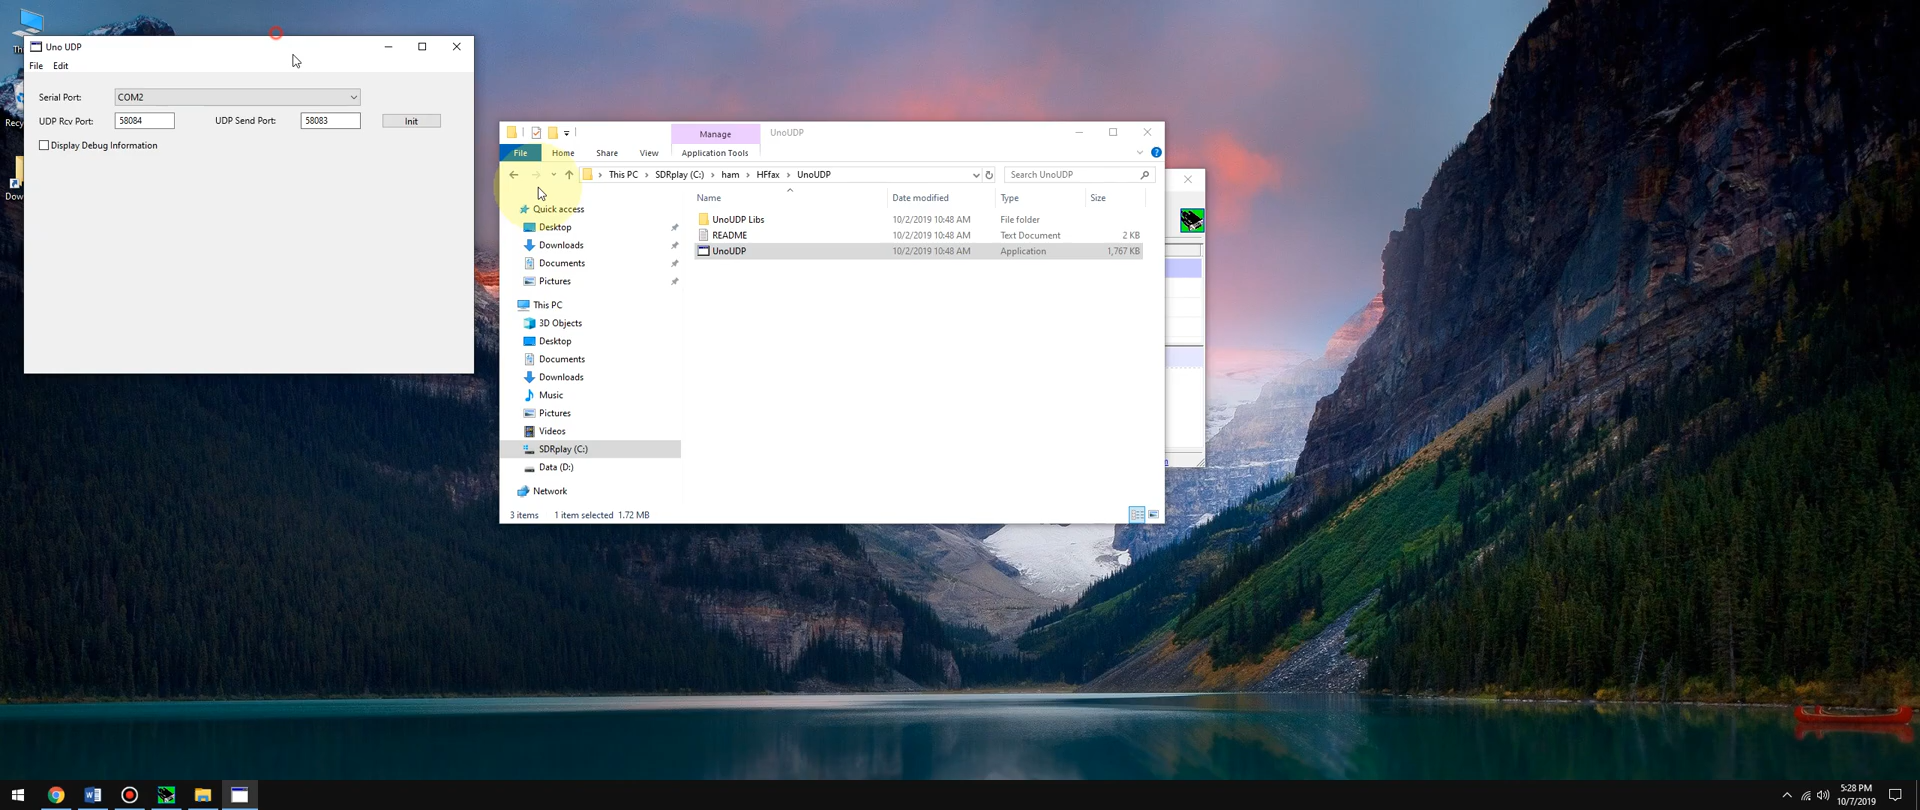 Th
Recy
Dow
Uno UDP
File Edit
Serial Port: COM2
UDP Rcv Port: 58084 UDP Send Port: 58083 Init
Display Debug Information
Manage UnoUDP
File Home Share View Application Tools
This PC SDRplay (C:) ham HFfax UnoUDP Search UnoUDP
Name Date modified Type Size
UnoUDP Libs 10/2/2019 10:48 AM File folder
README 10/2/2019 10:48 AM Text Document 2 KB
UnoUDP 10/2/2019 10:48 AM Application 1,767 KB
Quick access
Desktop
Downloads
Documents
Pictures
This PC
3D Objects
Desktop
Documents
Downloads
Music
Pictures
Videos
SDRplay (C:)
Data (D:)
Network
3 items 1 item selected 1.72 MB
5:28 PM
10/7/2019